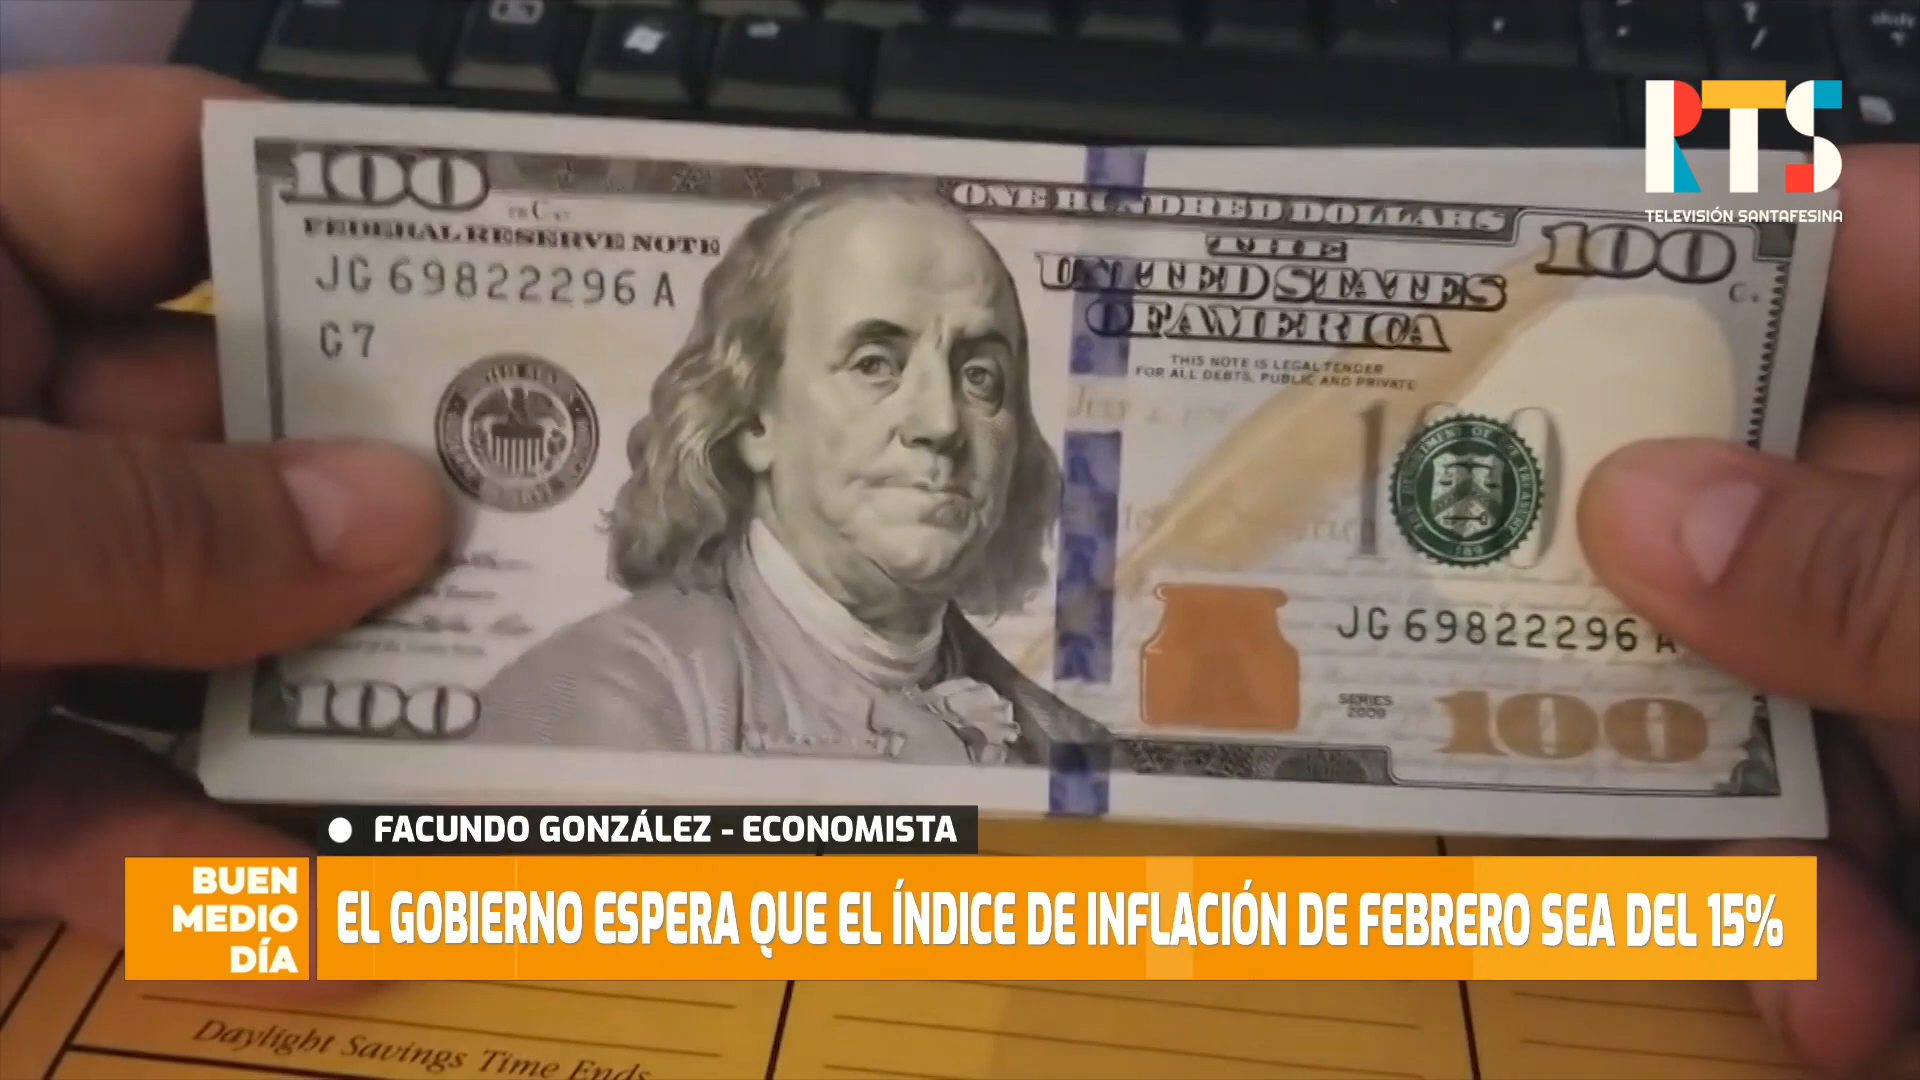 RTS
TELEVISIÓN SANTAFESINA
100
ONE HUNDRED DOLLARS
FEDERAL RESERVE NOTE
THE
UNITED STATES
OF AMERICA
100
JG 69822296 A
G7
THIS NOTE IS LEGAL TENDER
FOR ALL DEBTS, PUBLIC AND PRIVATE
100
JG 69822296 A
SERIES
2009
100
100
FACUNDO GONZÁLEZ - ECONOMISTA
BUEN
MEDIO
DÍA
EL GOBIERNO ESPERA QUE EL ÍNDICE DE INFLACIÓN DE FEBRERO SEA DEL 15%
Daylight Savings Time Ends